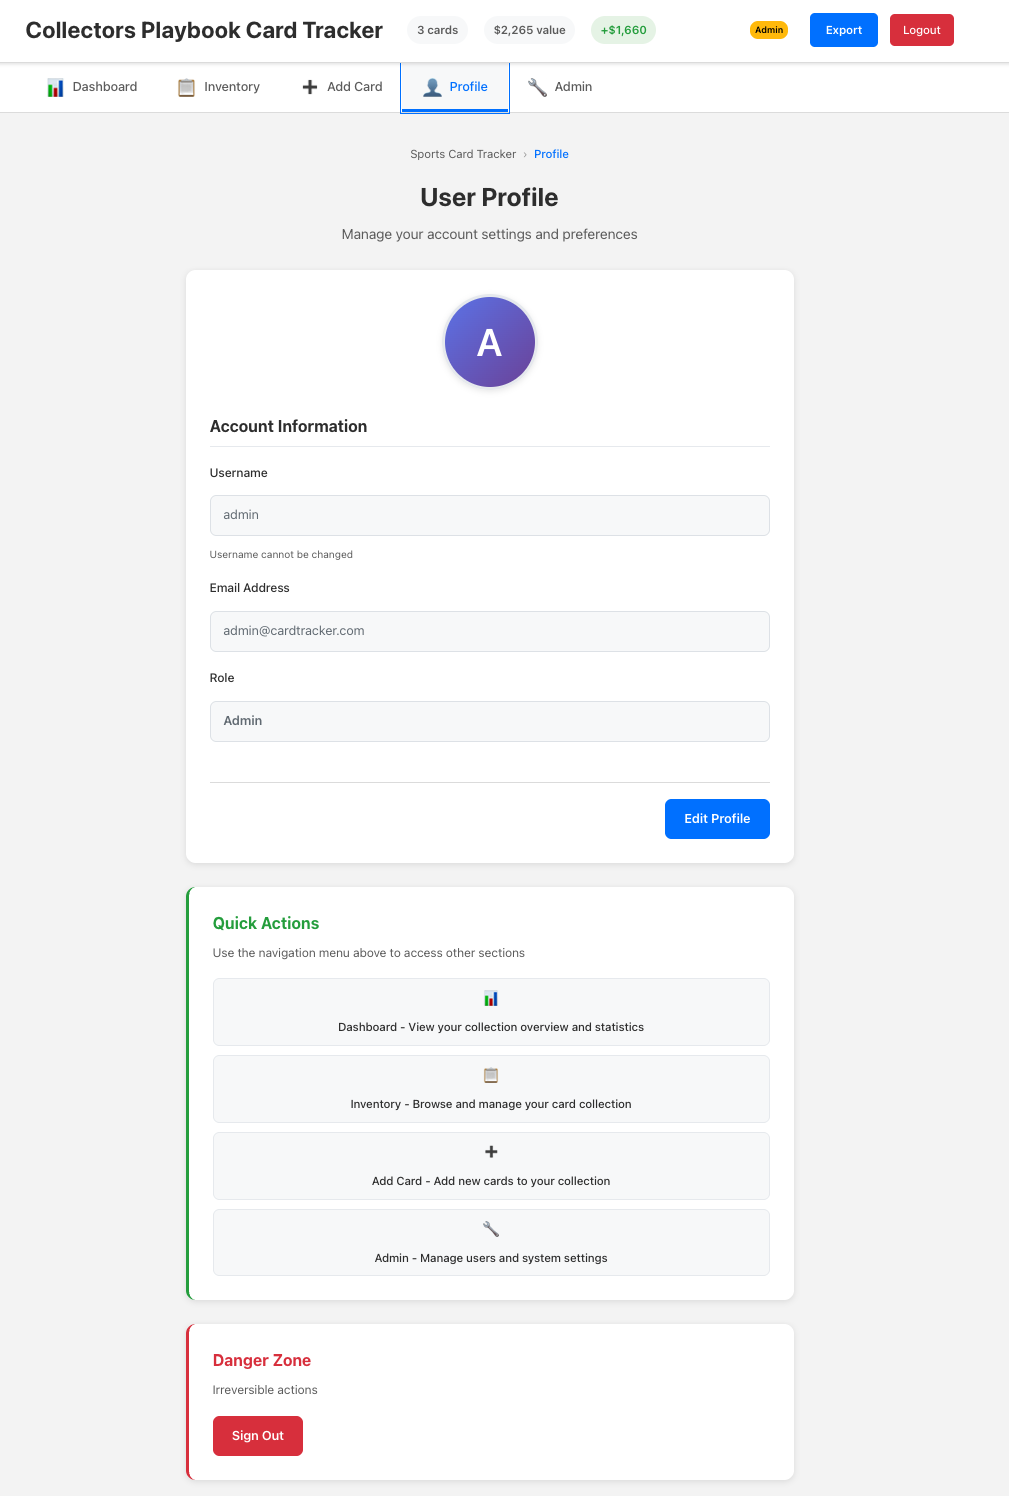 Collectors Playbook Card Tracker
3 cards
$2,265 value
+$1,660
Admin
Export
Logout
Dashboard
Inventory
Add Card
Profile
Admin
Sports Card Tracker › Profile
User Profile
Manage your account settings and preferences
A
Account Information
Username
admin
Username cannot be changed
Email Address
admin@cardtracker.com
Role
Admin
Edit Profile
Quick Actions
Use the navigation menu above to access other sections
Dashboard - View your collection overview and statistics
Inventory - Browse and manage your card collection
Add Card - Add new cards to your collection
Admin - Manage users and system settings
Danger Zone
Irreversible actions
Sign Out